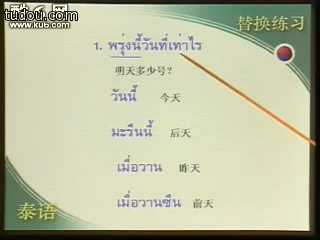 tudou.com
www.ku6.com
替换练习
1. พรุ่งนี้วันที่เท่าไร
明天多少号?
วันนี้ 今天
มะรืนนี้ 后天
เมื่อวาน 昨天
เมื่อวานซืน 前天
泰语